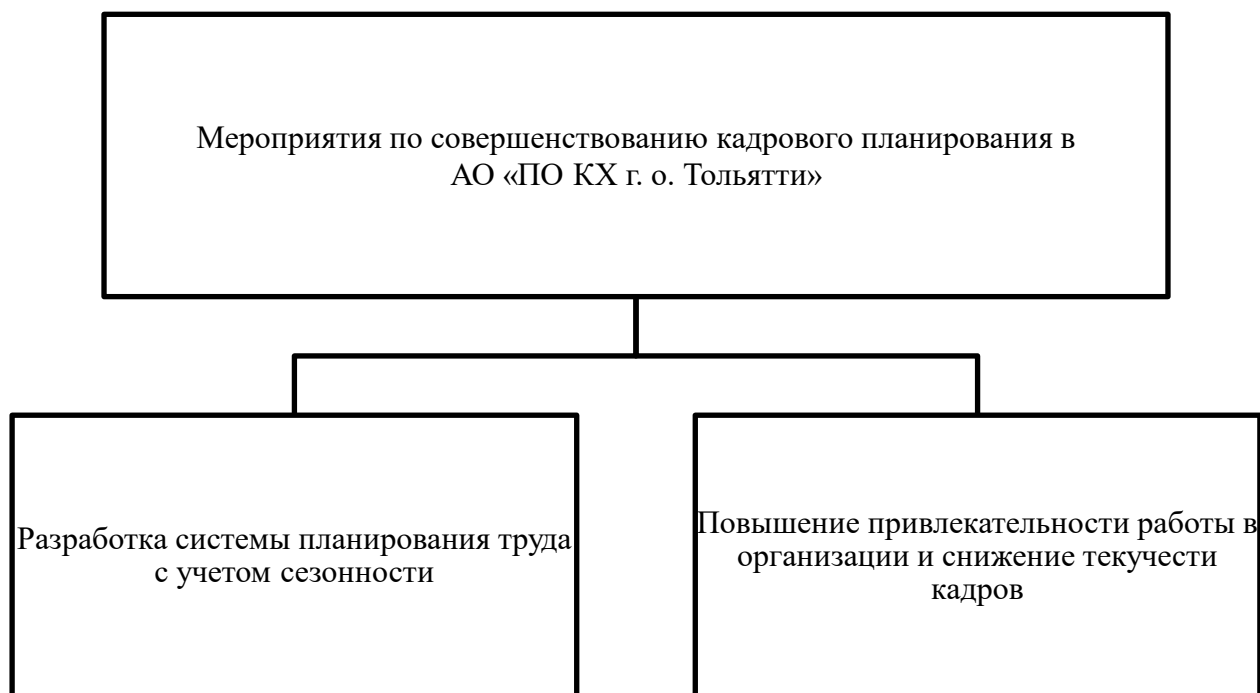 Мероприятия по совершенствованию кадрового планирования в
АО «ПО КХ г. о. Тольятти»
Разработка системы планирования труда
с учетом сезонности
Повышение привлекательности работы в
организации и снижение текучести
кадров